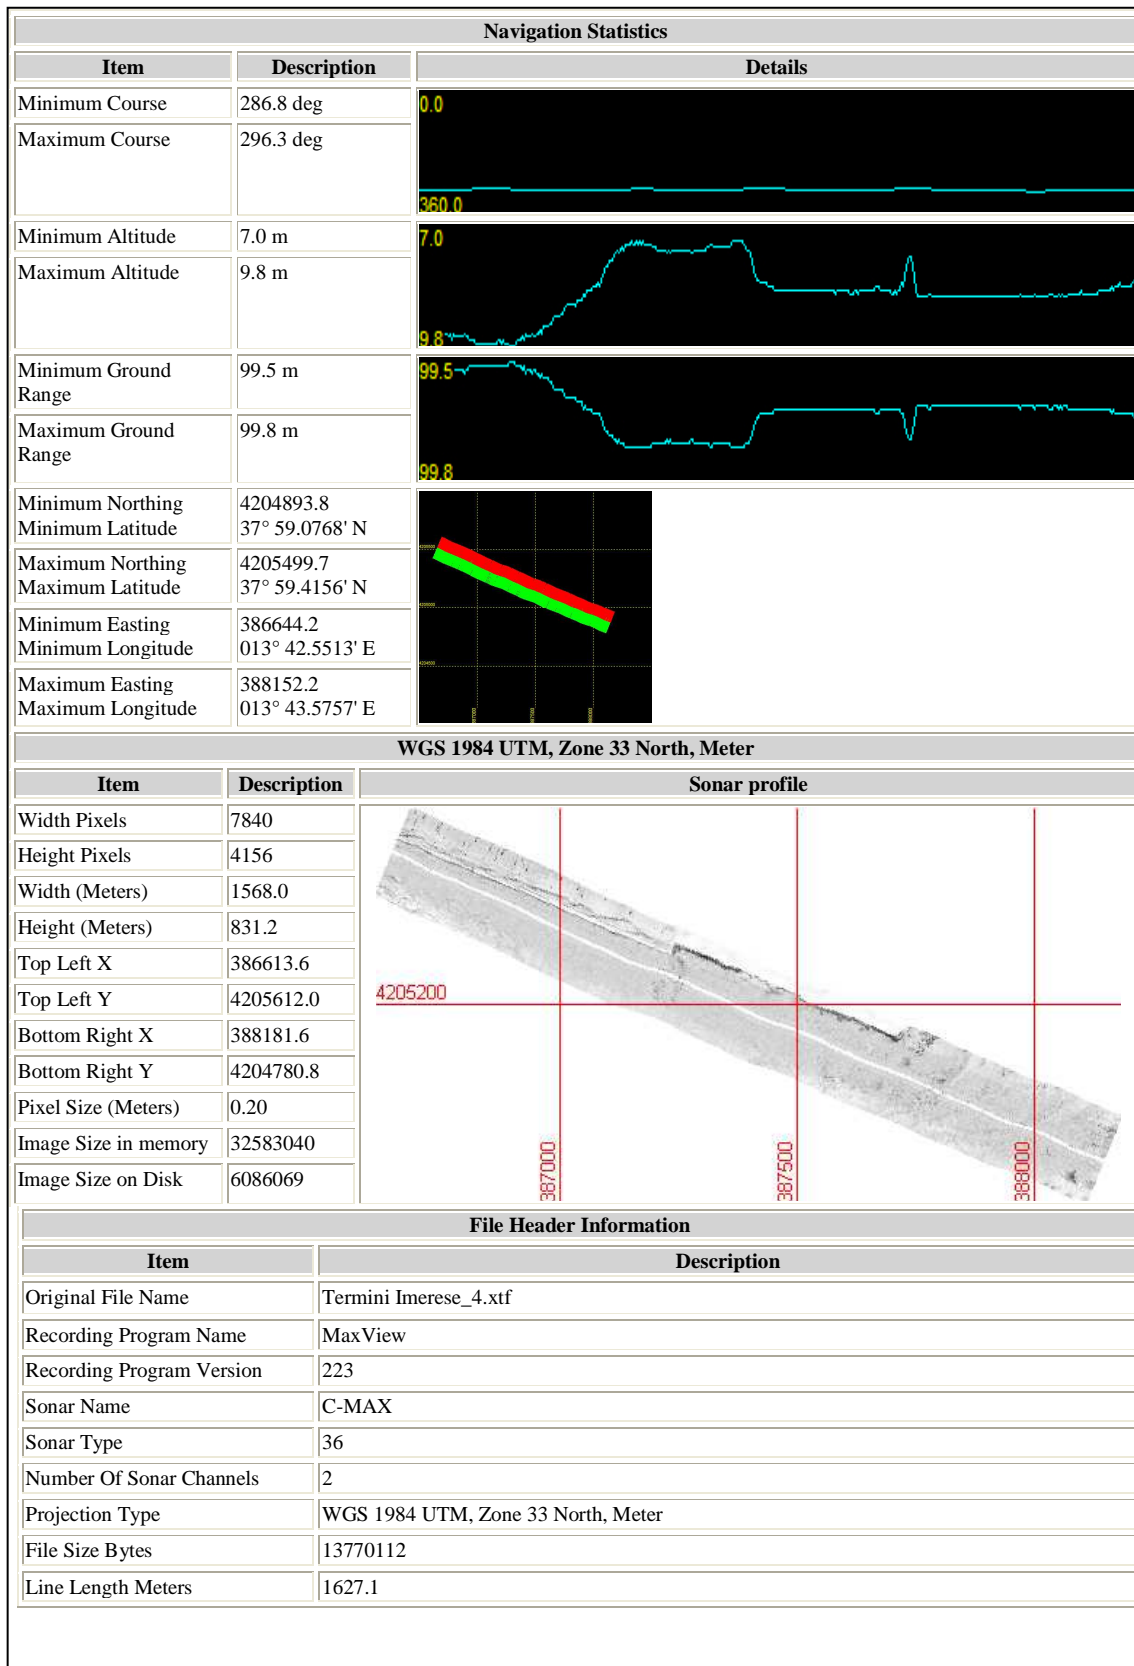 Navigation Statistics
Item Description Details
Minimum Course 286.8 deg
0.0
Maximum Course 296.3 deg
360.0
Minimum Altitude 7.0 m
7.0
Maximum Altitude 9.8 m
9.8
Minimum Ground
Range
99.5 m
99.5
Maximum Ground
Range
99.8 m
99.8
Minimum Northing 4204893.8
Minimum Latitude 37° 59.0768' N
Maximum Northing 4205499.7
Maximum Latitude 37° 59.4156' N
Minimum Easting 386644.2
Minimum Longitude 013° 42.5513' E
Maximum Easting 388152.2
Maximum Longitude 013° 43.5757' E
WGS 1984 UTM, Zone 33 North, Meter
Item Description Sonar profile
Width Pixels 7840
Height Pixels 4156
Width (Meters) 1568.0
Height (Meters) 831.2
Top Left X 386613.6
Top Left Y 4205612.0
Bottom Right X 388181.6
Bottom Right Y 4204780.8
Pixel Size (Meters) 0.20
Image Size in memory 32583040
Image Size on Disk 6086069
4205200
387000
387500
388000
File Header Information
Item Description
Original File Name Termini Imerese_4.xtf
Recording Program Name MaxView
Recording Program Version 223
Sonar Name C-MAX
Sonar Type 36
Number Of Sonar Channels 2
Projection Type WGS 1984 UTM, Zone 33 North, Meter
File Size Bytes 13770112
Line Length Meters 1627.1